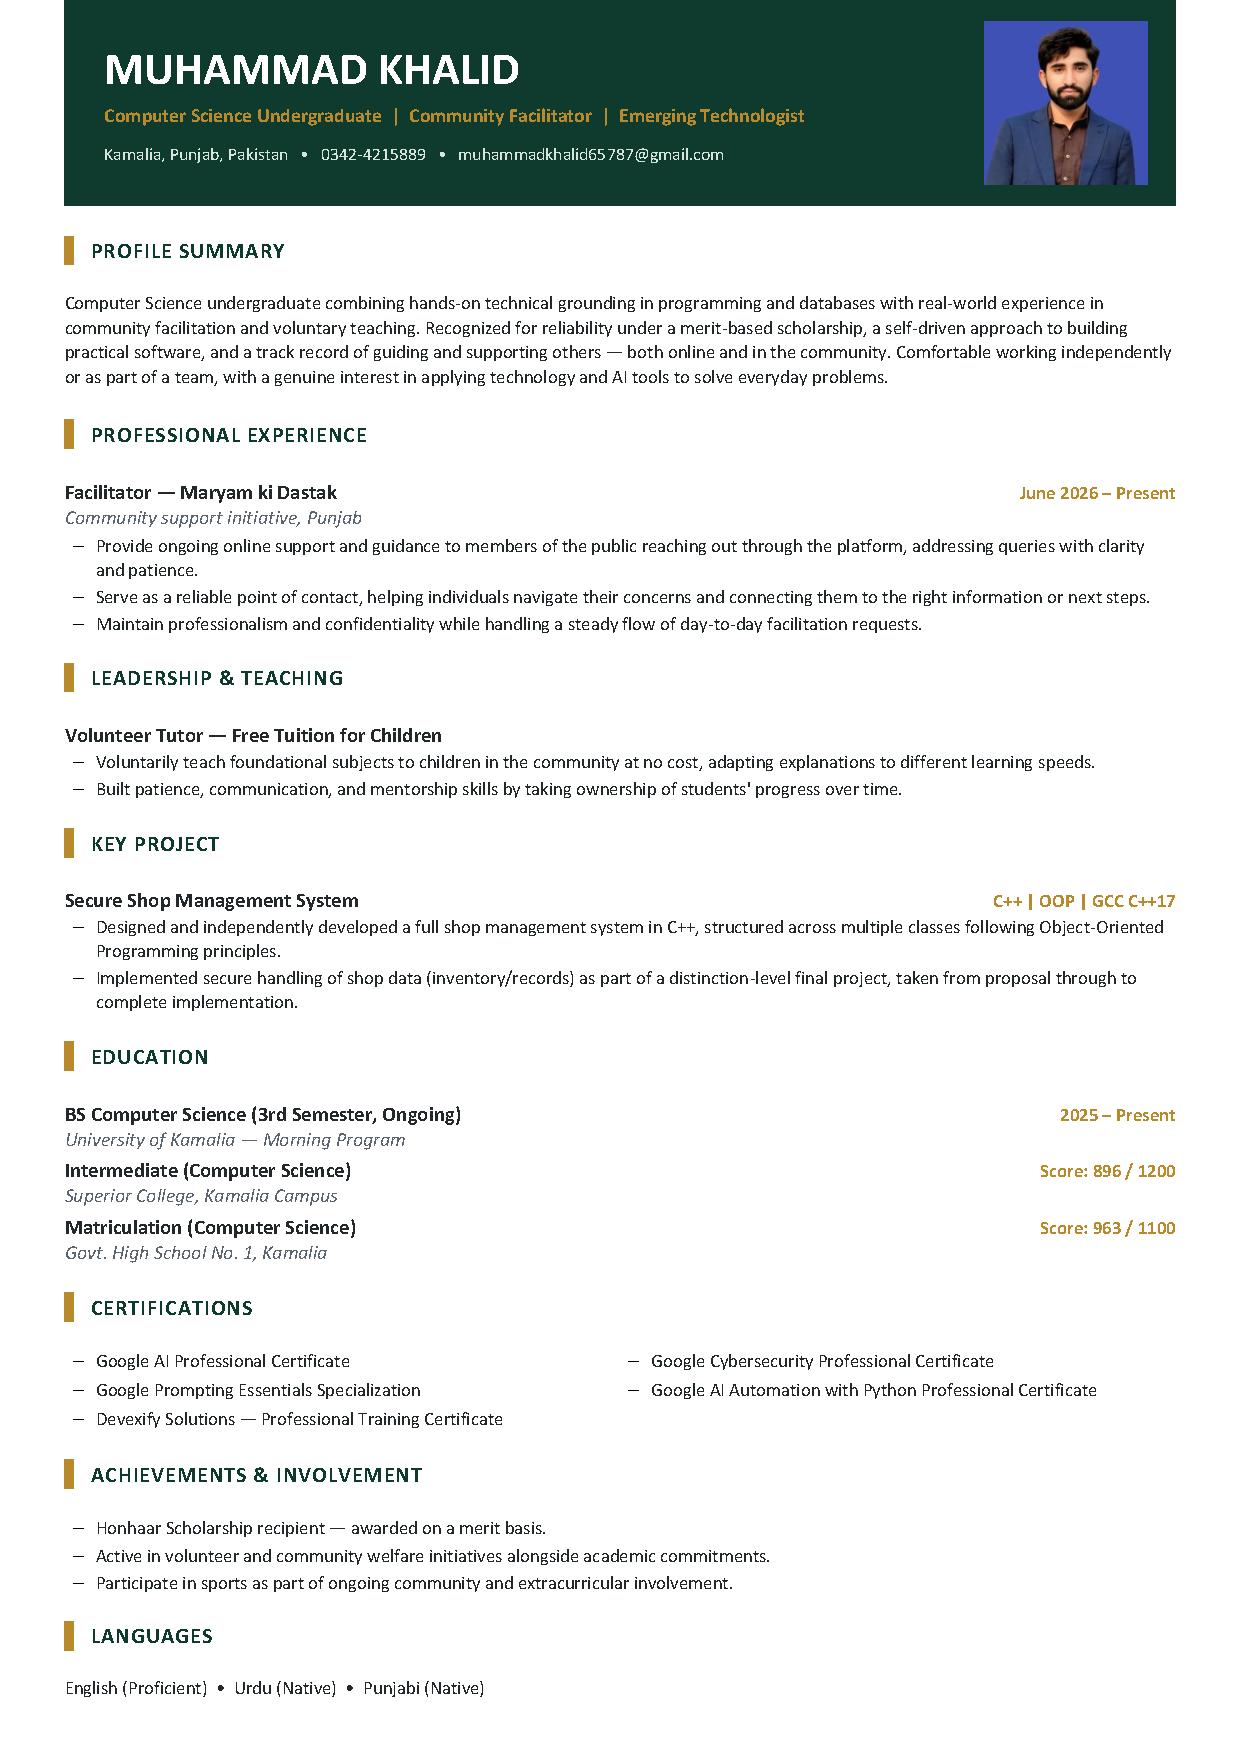 MUHAMMAD KHALID
Computer Science Undergraduate | Community Facilitator | Emerging Technologist
Kamalia, Punjab, Pakistan • 0342-4215889 • muhammadkhalid65787@gmail.com
PROFILE SUMMARY
Computer Science undergraduate combining hands-on technical grounding in programming and databases with real-world experience in
community facilitation and voluntary teaching. Recognized for reliability under a merit-based scholarship, a self-driven approach to building
practical software, and a track record of guiding and supporting others — both online and in the community. Comfortable working independently
or as part of a team, with a genuine interest in applying technology and AI tools to solve everyday problems.
PROFESSIONAL EXPERIENCE
Facilitator — Maryam ki Dastak June 2026 – Present
Community support initiative, Punjab
– Provide ongoing online support and guidance to members of the public reaching out through the platform, addressing queries with clarity
and patience.
– Serve as a reliable point of contact, helping individuals navigate their concerns and connecting them to the right information or next steps.
– Maintain professionalism and confidentiality while handling a steady flow of day-to-day facilitation requests.
LEADERSHIP & TEACHING
Volunteer Tutor — Free Tuition for Children
– Voluntarily teach foundational subjects to children in the community at no cost, adapting explanations to different learning speeds.
– Built patience, communication, and mentorship skills by taking ownership of students' progress over time.
KEY PROJECT
Secure Shop Management System C++ | OOP | GCC C++17
– Designed and independently developed a full shop management system in C++, structured across multiple classes following Object-Oriented
Programming principles.
– Implemented secure handling of shop data (inventory/records) as part of a distinction-level final project, taken from proposal through to
complete implementation.
EDUCATION
BS Computer Science (3rd Semester, Ongoing) 2025 – Present
University of Kamalia — Morning Program
Intermediate (Computer Science) Score: 896 / 1200
Superior College, Kamalia Campus
Matriculation (Computer Science) Score: 963 / 1100
Govt. High School No. 1, Kamalia
CERTIFICATIONS
– Google AI Professional Certificate – Google Cybersecurity Professional Certificate
– Google Prompting Essentials Specialization – Google AI Automation with Python Professional Certificate
– Devexify Solutions — Professional Training Certificate
ACHIEVEMENTS & INVOLVEMENT
– Honhaar Scholarship recipient — awarded on a merit basis.
– Active in volunteer and community welfare initiatives alongside academic commitments.
– Participate in sports as part of ongoing community and extracurricular involvement.
LANGUAGES
English (Proficient) • Urdu (Native) • Punjabi (Native)